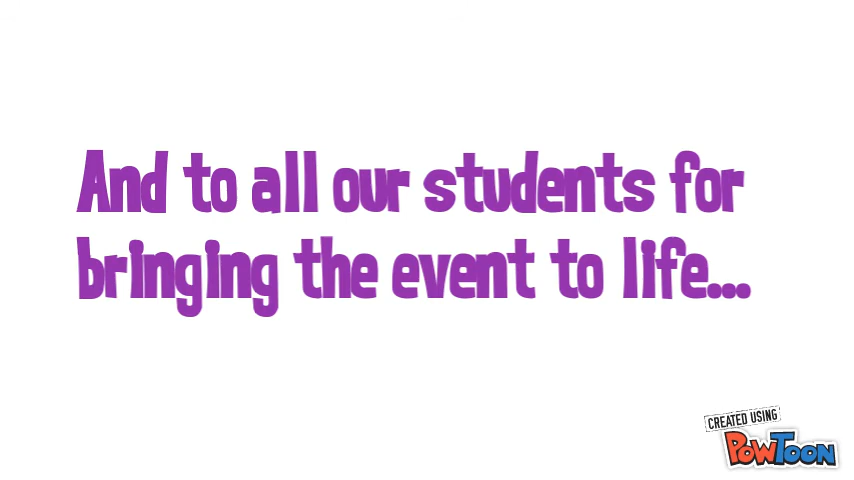 And to all our students for
bringing the event to life...
CREATED USING
POWTOON